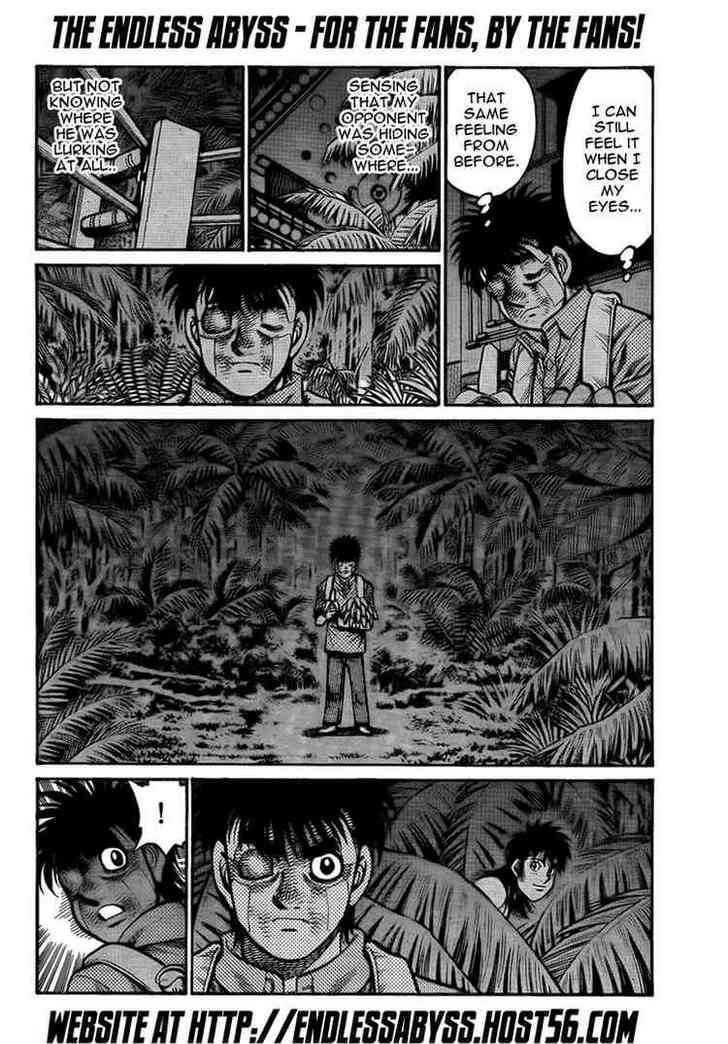 THE ENDLESS ABYSS - FOR THE FANS, BY THE FANS!
I CAN
STILL
FEEL IT
WHEN I
CLOSE
MY
EYES...
THAT
SAME
FEELING
FROM
BEFORE.
SENSING
THAT MY
OPPONENT
WAS HIDING
SOME-
WHERE...
BUT NOT
KNOWING
WHERE
HE WAS
LURKING
AT ALL..
!
WEBSITE AT HTTP://ENDLESSABYSS.HOST56.COM